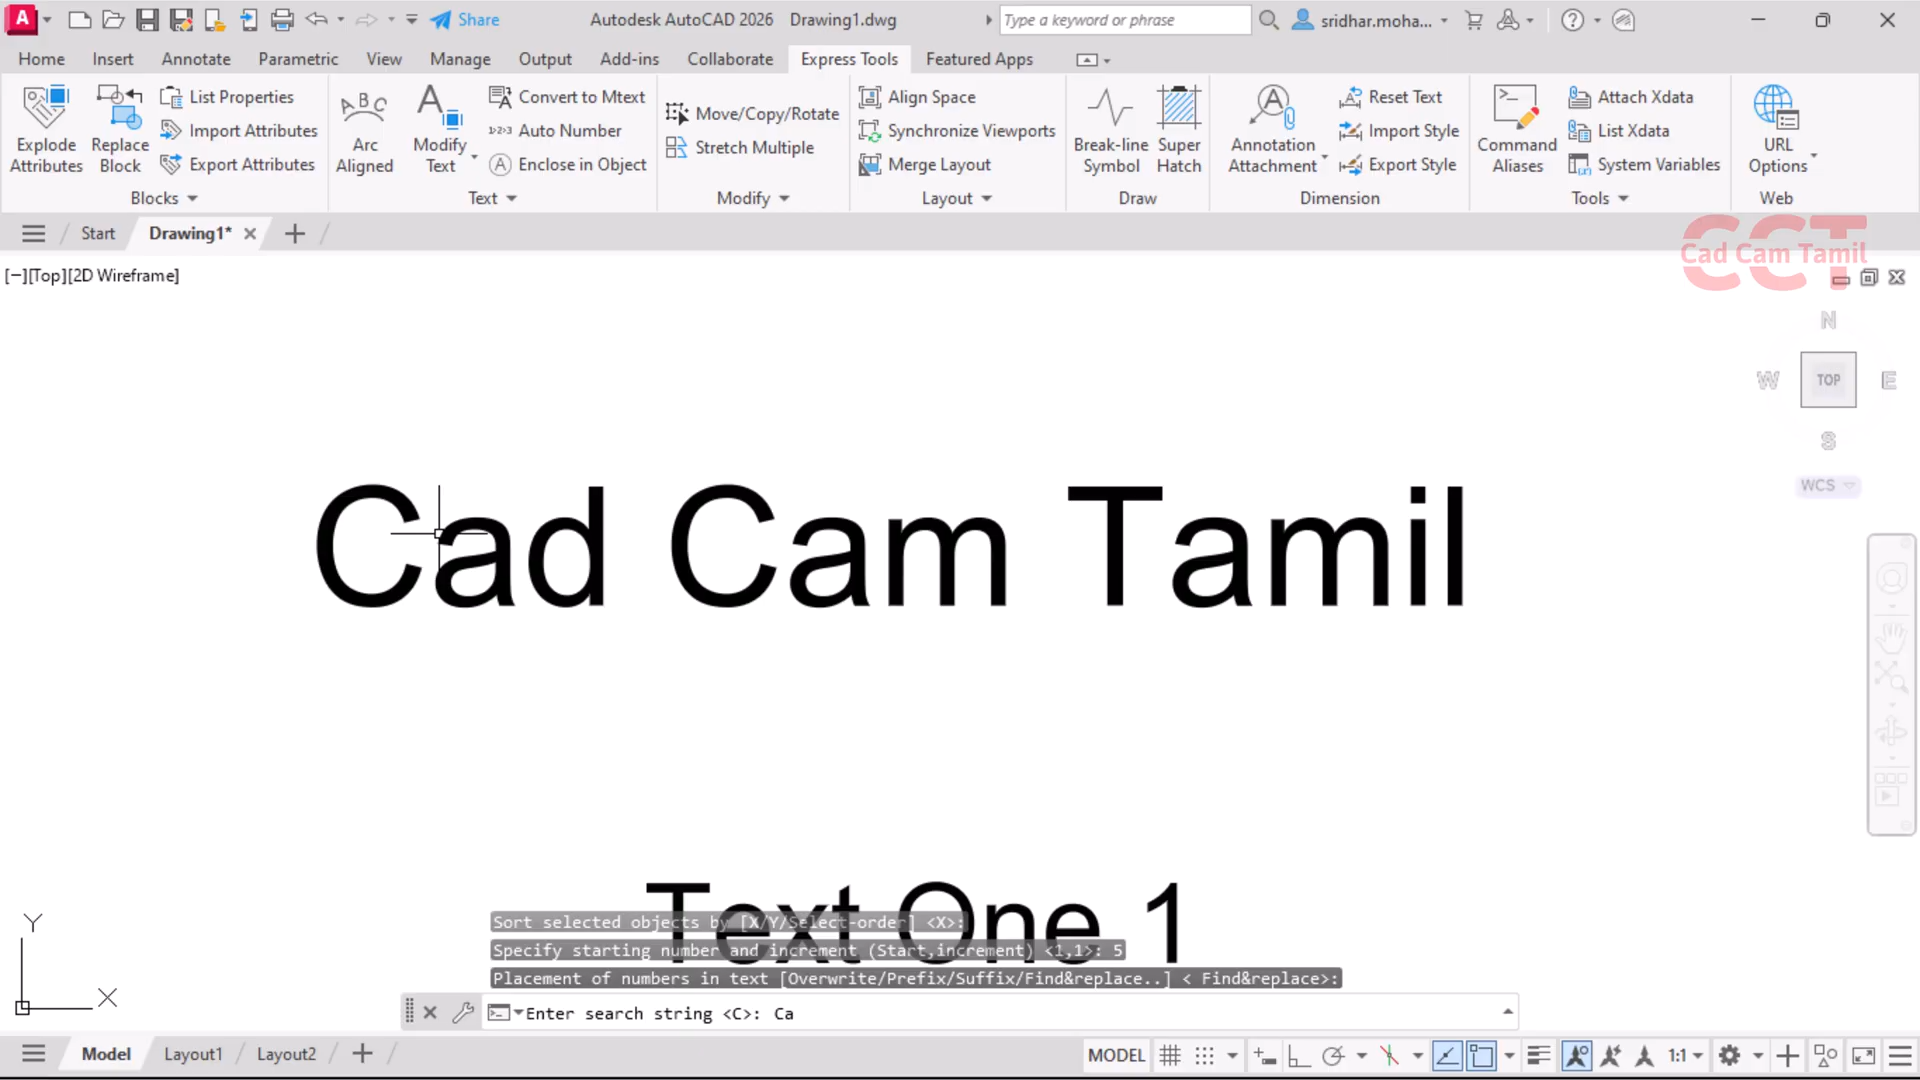 Share
Autodesk AutoCAD 2026 Drawing1.dwg
Type a keyword or phrase
sridhar.moha...
Home Insert Annotate Parametric View Manage Output Add-ins Collaborate Express Tools Featured Apps
Explode Attributes
Replace Block
List Properties
Import Attributes
Export Attributes
Blocks
Arc Aligned
Modify Text
Convert to Mtext
Auto Number
Enclose in Object
Text
Move/Copy/Rotate
Stretch Multiple
Modify
Align Space
Synchronize Viewports
Merge Layout
Layout
Break-line Symbol
Super Hatch
Draw
Annotation Attachment
Reset Text
Import Style
Export Style
Dimension
Command Aliases
Attach Xdata
List Xdata
System Variables
Tools
URL Options
Web
Start
Drawing1*
CCT
Cad Cam Tamil
[−][Top][2D Wireframe]
N
W TOP E
S
WCS
Cad Cam Tamil
Text One 1
Sort selected objects by [X/Y/Select-order] <X>:
Specify starting number and increment (Start,increment) <1,1>: 5
Placement of numbers in text [Overwrite/Prefix/Suffix/Find&replace..] < Find&replace>:
Enter search string <C>: Ca
Y
X
Model Layout1 Layout2
MODEL
1:1